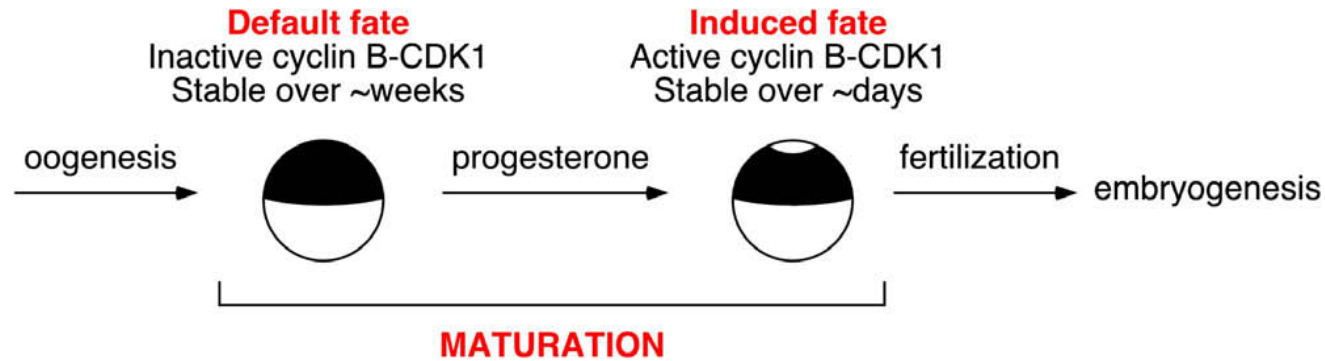 Default fate
Inactive cyclin B-CDK1
Stable over ~weeks
Induced fate
Active cyclin B-CDK1
Stable over ~days
oogenesis
progesterone
fertilization
embryogenesis
MATURATION